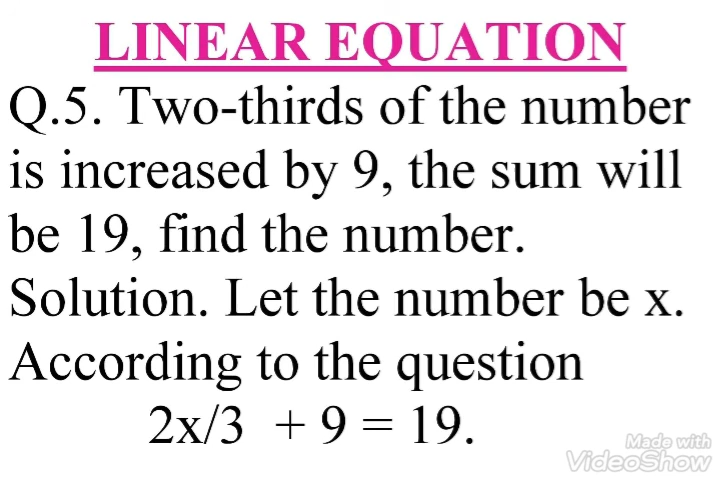 LINEAR EQUATION
Q.5. Two-thirds of the number
is increased by 9, the sum will
be 19, find the number.
Solution. Let the number be x.
According to the question
2x/3 + 9 = 19.
Made with
VideoShow